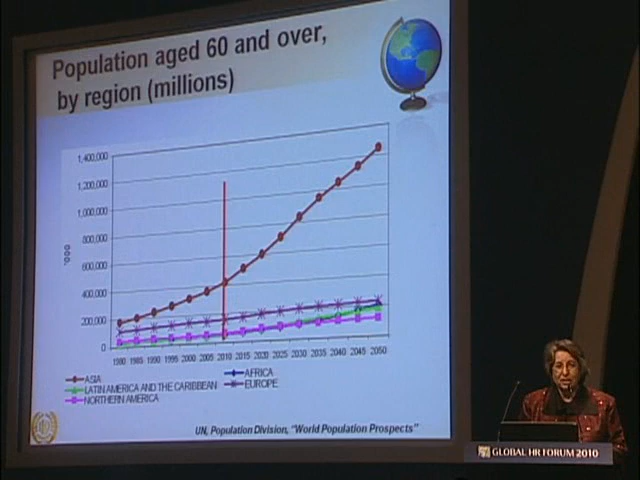 Population aged 60 and over,
by region (millions)
1,400,000
1,200,000
1,000,000
800,000
600,000
400,000
200,000
0
'000
1980 1985 1990 1995 2000 2005 2010 2015 2020 2025 2030 2035 2040 2045 2050
ASIA
AFRICA
LATIN AMERICA AND THE CARIBBEAN
EUROPE
NORTHERN AMERICA
UN, Population Division, "World Population Prospects"
GLOBAL HR FORUM 2010